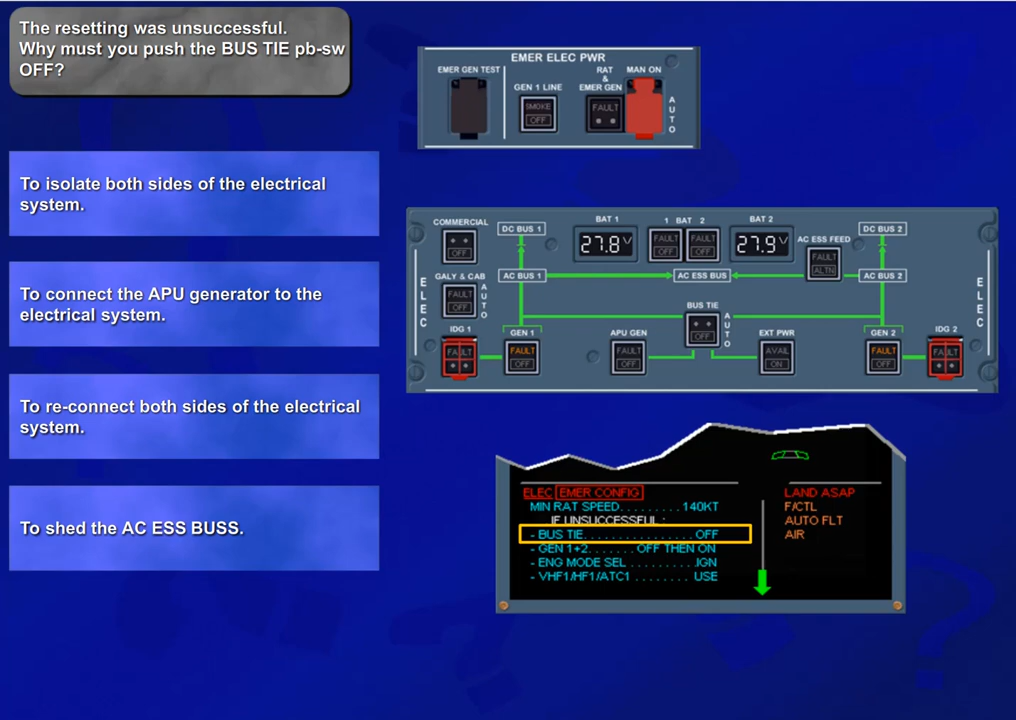 The resetting was unsuccessful.
Why must you push the BUS TIE pb-sw
OFF?
To isolate both sides of the electrical
system.
To connect the APU generator to the
electrical system.
To re-connect both sides of the electrical
system.
To shed the AC ESS BUSS.
EMER ELEC PWR
EMER GEN TEST
GEN 1 LINE
SMOKE
OFF
RAT
&
EMER GEN
FAULT
MAN ON
AUTO
COMMERCIAL
OFF
DC BUS 1
BAT 1
27.8V
1 BAT 2
FAULT
OFF
FAULT
OFF
BAT 2
27.9V
AC ESS FEED
FAULT
ALTN
DC BUS 2
AC BUS 1
AC ESS BUS
AC BUS 2
GALY & CAB
FAULT
OFF
AUTO
ELEC
BUS TIE
OFF
AUTO
ELEC
IDG 1
FAULT
GEN 1
FAULT
OFF
APU GEN
FAULT
OFF
EXT PWR
AVAIL
ON
GEN 2
FAULT
OFF
IDG 2
FAULT
ELEC EMER CONFIG
MIN RAT SPEED.........140KT
IF UNSUCCESSFUL :
- BUS TIE................OFF
- GEN 1+2.......OFF THEN ON
- ENG MODE SEL ..........IGN
- VHF1/HF1/ATC1 ........USE
LAND ASAP
F/CTL
AUTO FLT
AIR